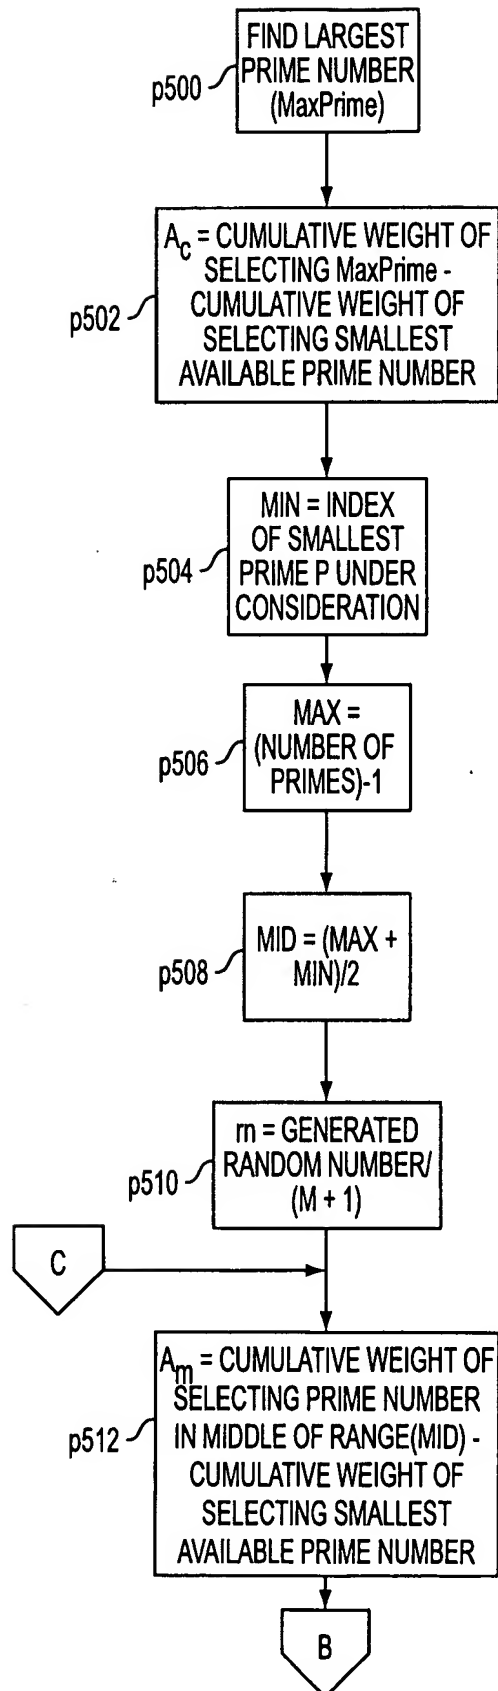 FIND LARGEST
PRIME NUMBER
(MaxPrime)
p500
A_c = CUMULATIVE WEIGHT OF
SELECTING MaxPrime -
CUMULATIVE WEIGHT OF
SELECTING SMALLEST
AVAILABLE PRIME NUMBER
p502
MIN = INDEX
OF SMALLEST
PRIME P UNDER
CONSIDERATION
p504
MAX =
(NUMBER OF
PRIMES)-1
p506
MID = (MAX +
MIN)/2
p508
rn = GENERATED
RANDOM NUMBER/
(M + 1)
p510
C
A_m = CUMULATIVE WEIGHT OF
SELECTING PRIME NUMBER
IN MIDDLE OF RANGE(MID) -
CUMULATIVE WEIGHT OF
SELECTING SMALLEST
AVAILABLE PRIME NUMBER
p512
B